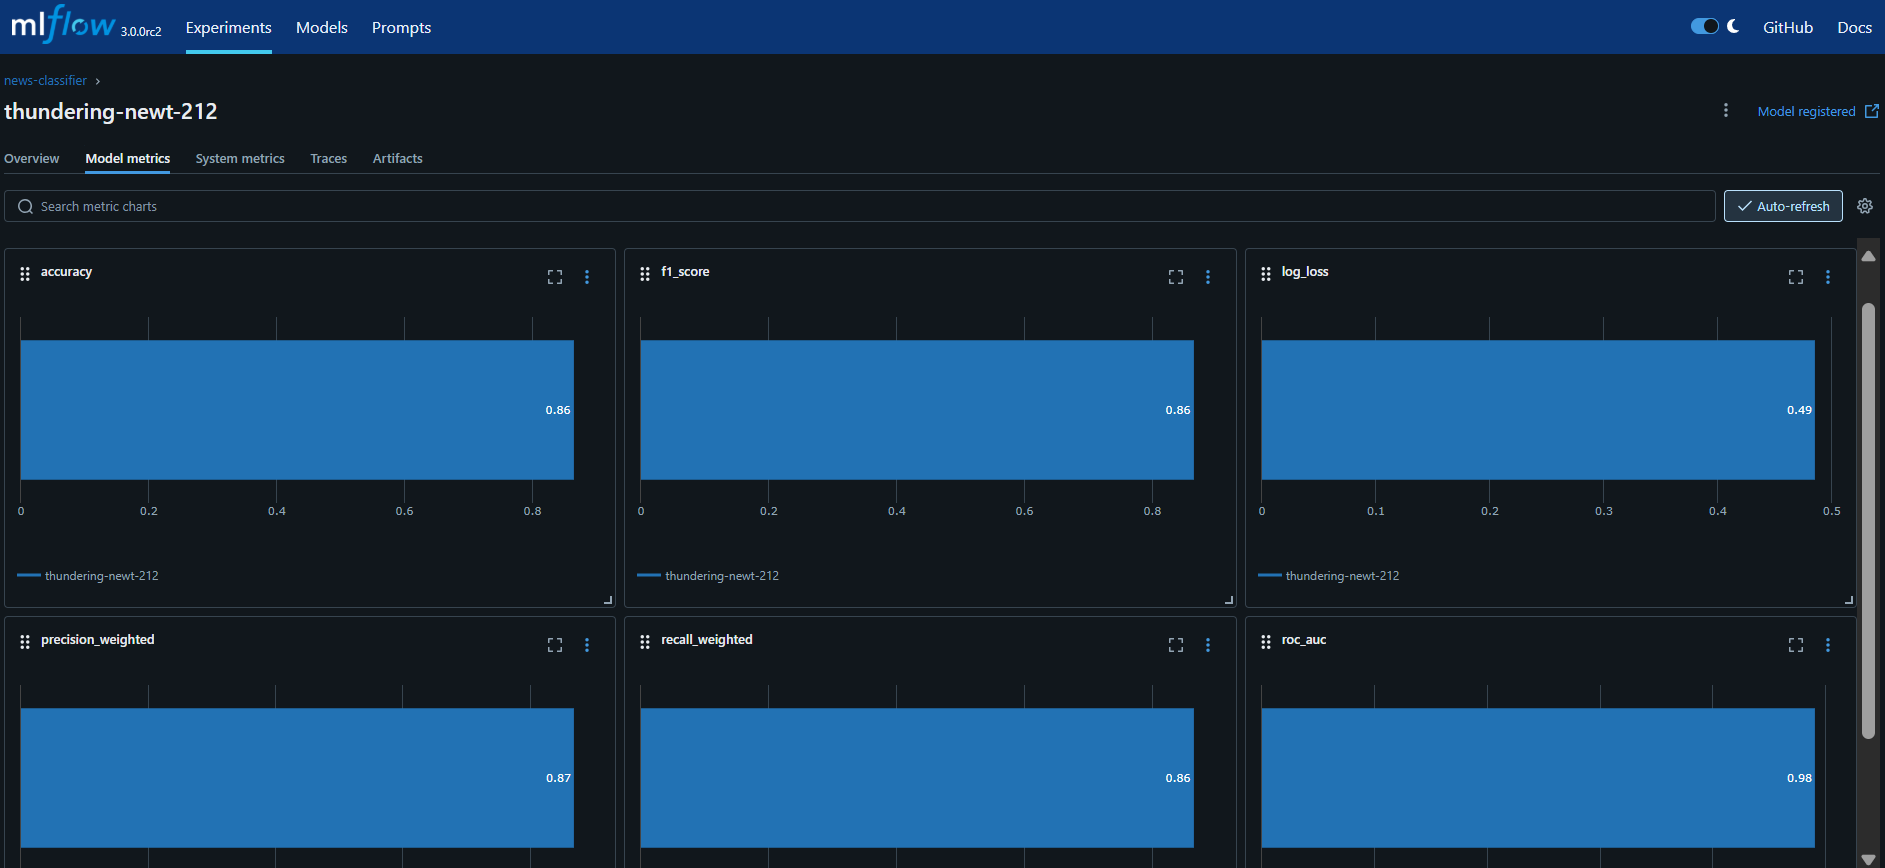 mlflow 3.0.0rc2 Experiments Models Prompts GitHub Docs
news-classifier ›
thundering-newt-212
Model registered
Overview Model metrics System metrics Traces Artifacts
Search metric charts
Auto-refresh
accuracy
0.86
0 0.2 0.4 0.6 0.8
thundering-newt-212
f1_score
0.86
0 0.2 0.4 0.6 0.8
thundering-newt-212
log_loss
0.49
0 0.1 0.2 0.3 0.4 0.5
thundering-newt-212
precision_weighted
0.87
recall_weighted
0.86
roc_auc
0.98